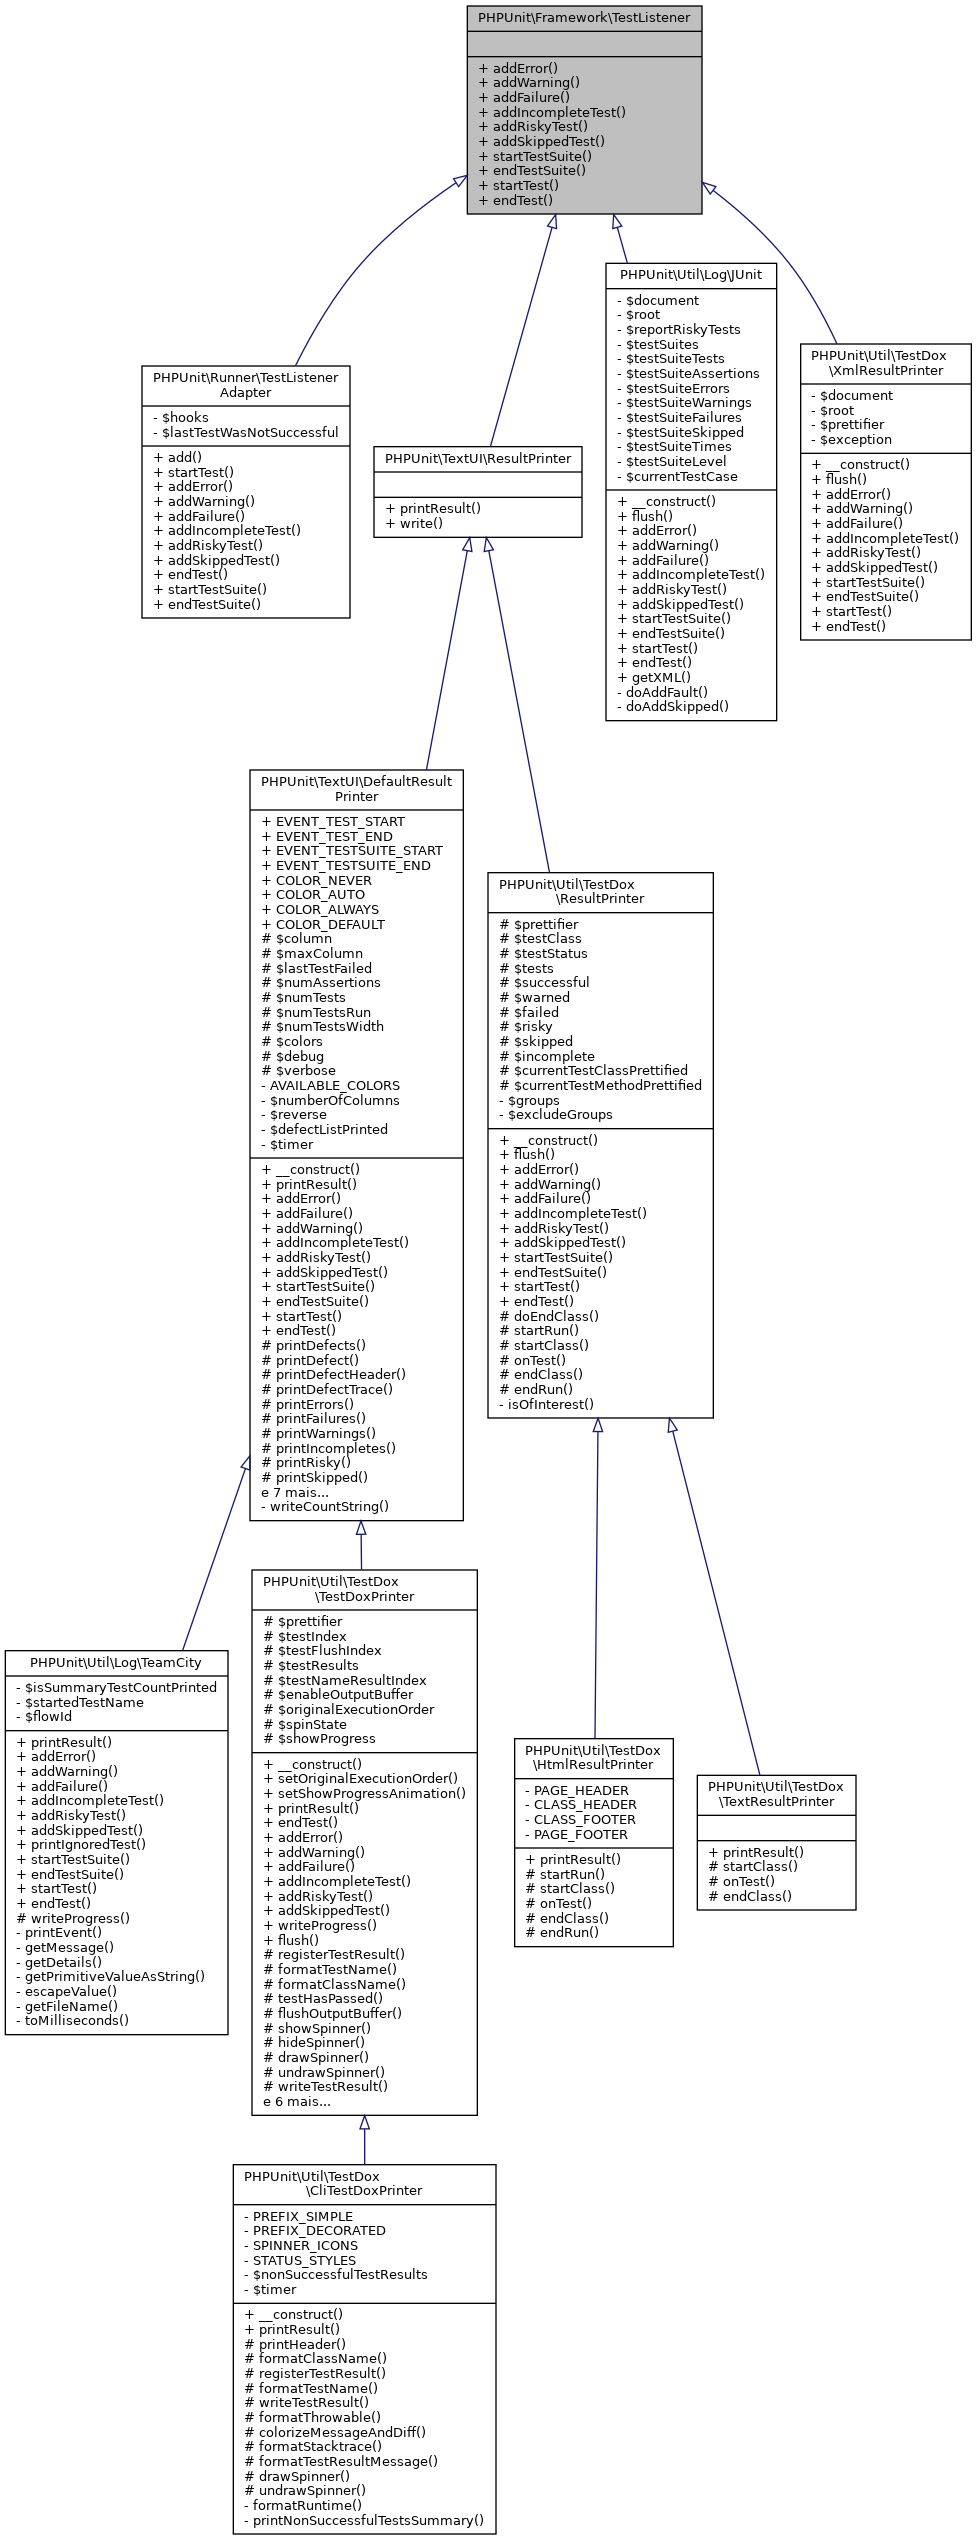 PHPUnit\Framework\TestListener
+ addError()
+ addWarning()
+ addFailure()
+ addIncompleteTest()
+ addRiskyTest()
+ addSkippedTest()
+ startTestSuite()
+ endTestSuite()
+ startTest()
+ endTest()
PHPUnit\Runner\TestListener
Adapter
- $hooks
- $lastTestWasNotSuccessful
+ add()
+ startTest()
+ addError()
+ addWarning()
+ addFailure()
+ addIncompleteTest()
+ addRiskyTest()
+ addSkippedTest()
+ endTest()
+ startTestSuite()
+ endTestSuite()
PHPUnit\TextUI\ResultPrinter
+ printResult()
+ write()
PHPUnit\Util\Log\JUnit
- $document
- $root
- $reportRiskyTests
- $testSuites
- $testSuiteTests
- $testSuiteAssertions
- $testSuiteErrors
- $testSuiteWarnings
- $testSuiteFailures
- $testSuiteSkipped
- $testSuiteTimes
- $testSuiteLevel
- $currentTestCase
+ __construct()
+ flush()
+ addError()
+ addWarning()
+ addFailure()
+ addIncompleteTest()
+ addRiskyTest()
+ addSkippedTest()
+ startTestSuite()
+ endTestSuite()
+ startTest()
+ endTest()
+ getXML()
- doAddFault()
- doAddSkipped()
PHPUnit\Util\TestDox
\XmlResultPrinter
- $document
- $root
- $prettifier
- $exception
+ __construct()
+ flush()
+ addError()
+ addWarning()
+ addFailure()
+ addIncompleteTest()
+ addRiskyTest()
+ addSkippedTest()
+ startTestSuite()
+ endTestSuite()
+ startTest()
+ endTest()
PHPUnit\TextUI\DefaultResult
Printer
+ EVENT_TEST_START
+ EVENT_TEST_END
+ EVENT_TESTSUITE_START
+ EVENT_TESTSUITE_END
+ COLOR_NEVER
+ COLOR_AUTO
+ COLOR_ALWAYS
+ COLOR_DEFAULT
# $column
# $maxColumn
# $lastTestFailed
# $numAssertions
# $numTests
# $numTestsRun
# $numTestsWidth
# $colors
# $debug
# $verbose
- AVAILABLE_COLORS
- $numberOfColumns
- $reverse
- $defectListPrinted
- $timer
+ __construct()
+ printResult()
+ addError()
+ addFailure()
+ addWarning()
+ addIncompleteTest()
+ addRiskyTest()
+ addSkippedTest()
+ startTestSuite()
+ endTestSuite()
+ startTest()
+ endTest()
# printDefects()
# printDefect()
# printDefectHeader()
# printDefectTrace()
# printErrors()
# printFailures()
# printWarnings()
# printIncompletes()
# printRisky()
# printSkipped()
e 7 mais...
- writeCountString()
PHPUnit\Util\TestDox
\ResultPrinter
# $prettifier
# $testClass
# $testStatus
# $tests
# $successful
# $warned
# $failed
# $risky
# $skipped
# $incomplete
# $currentTestClassPrettified
# $currentTestMethodPrettified
- $groups
- $excludeGroups
+ __construct()
+ flush()
+ addError()
+ addWarning()
+ addFailure()
+ addIncompleteTest()
+ addRiskyTest()
+ addSkippedTest()
+ startTestSuite()
+ endTestSuite()
+ startTest()
+ endTest()
# doEndClass()
# startRun()
# startClass()
# onTest()
# endClass()
# endRun()
- isOfInterest()
PHPUnit\Util\Log\TeamCity
- $isSummaryTestCountPrinted
- $startedTestName
- $flowId
+ printResult()
+ addError()
+ addWarning()
+ addFailure()
+ addIncompleteTest()
+ addRiskyTest()
+ addSkippedTest()
+ printIgnoredTest()
+ startTestSuite()
+ endTestSuite()
+ startTest()
+ endTest()
# writeProgress()
- printEvent()
- getMessage()
- getDetails()
- getPrimitiveValueAsString()
- escapeValue()
- getFileName()
- toMilliseconds()
PHPUnit\Util\TestDox
\TestDoxPrinter
# $prettifier
# $testIndex
# $testFlushIndex
# $testResults
# $testNameResultIndex
# $enableOutputBuffer
# $originalExecutionOrder
# $spinState
# $showProgress
+ __construct()
+ setOriginalExecutionOrder()
+ setShowProgressAnimation()
+ printResult()
+ endTest()
+ addError()
+ addWarning()
+ addFailure()
+ addIncompleteTest()
+ addRiskyTest()
+ addSkippedTest()
+ writeProgress()
+ flush()
# registerTestResult()
# formatTestName()
# formatClassName()
# testHasPassed()
# flushOutputBuffer()
# showSpinner()
# hideSpinner()
# drawSpinner()
# undrawSpinner()
# writeTestResult()
e 6 mais...
PHPUnit\Util\TestDox
\HtmlResultPrinter
- PAGE_HEADER
- CLASS_HEADER
- CLASS_FOOTER
- PAGE_FOOTER
+ printResult()
# startRun()
# startClass()
# onTest()
# endClass()
# endRun()
PHPUnit\Util\TestDox
\TextResultPrinter
+ printResult()
# startClass()
# onTest()
# endClass()
PHPUnit\Util\TestDox
\CliTestDoxPrinter
- PREFIX_SIMPLE
- PREFIX_DECORATED
- SPINNER_ICONS
- STATUS_STYLES
- $nonSuccessfulTestResults
- $timer
+ __construct()
+ printResult()
# printHeader()
# formatClassName()
# registerTestResult()
# formatTestName()
# writeTestResult()
# formatThrowable()
# colorizeMessageAndDiff()
# formatStacktrace()
# formatTestResultMessage()
# drawSpinner()
# undrawSpinner()
- formatRuntime()
- printNonSuccessfulTestsSummary()